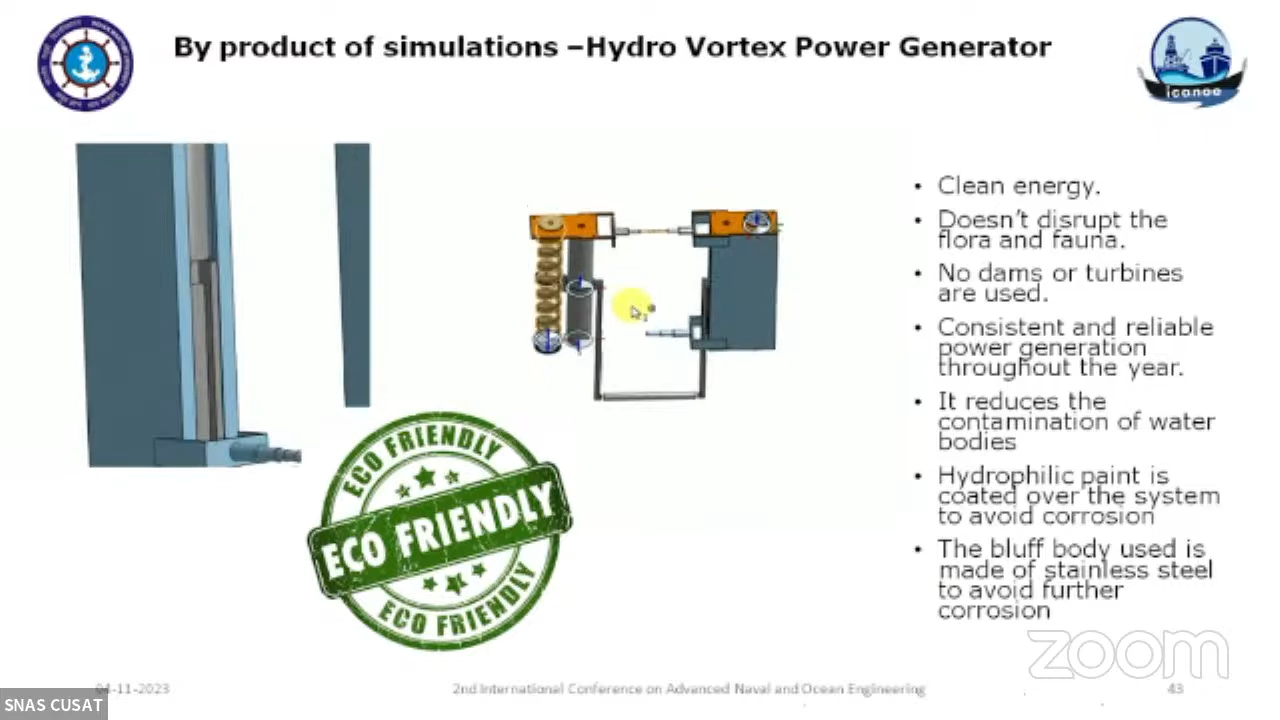 By product of simulations –Hydro Vortex Power Generator
icanoe
• Clean energy.
• Doesn't disrupt the
flora and fauna.
• No dams or turbines
are used.
• Consistent and reliable
power generation
throughout the year.
• It reduces the
contamination of water
bodies
• Hydrophilic paint is
coated over the system
to avoid corrosion
• The bluff body used is
made of stainless steel
to avoid further
corrosion
ECO FRIENDLY
ECO FRIENDLY
ECO FRIENDLY
zoom
04-11-2023
2nd International Conference on Advanced Naval and Ocean Engineering
43
SNAS CUSAT